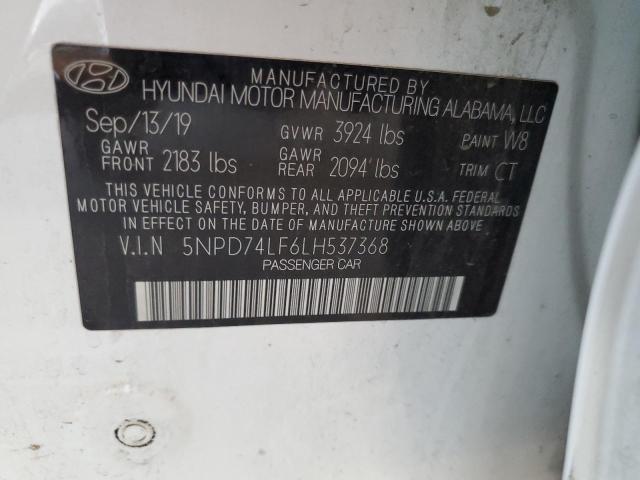 MANUFACTURED BY
HYUNDAI MOTOR MANUFACTURING ALABAMA, LLC
Sep/13/19 GVWR 3924 lbs PAINT W8
GAWR FRONT 2183 lbs GAWR REAR 2094 lbs TRIM CT
THIS VEHICLE CONFORMS TO ALL APPLICABLE U.S.A. FEDERAL
MOTOR VEHICLE SAFETY, BUMPER, AND THEFT PREVENTION STANDARDS
IN EFFECT ON THE DATE OF MANUFACTURE SHOWN ABOVE.
V.I.N 5NPD74LF6LH537368
PASSENGER CAR